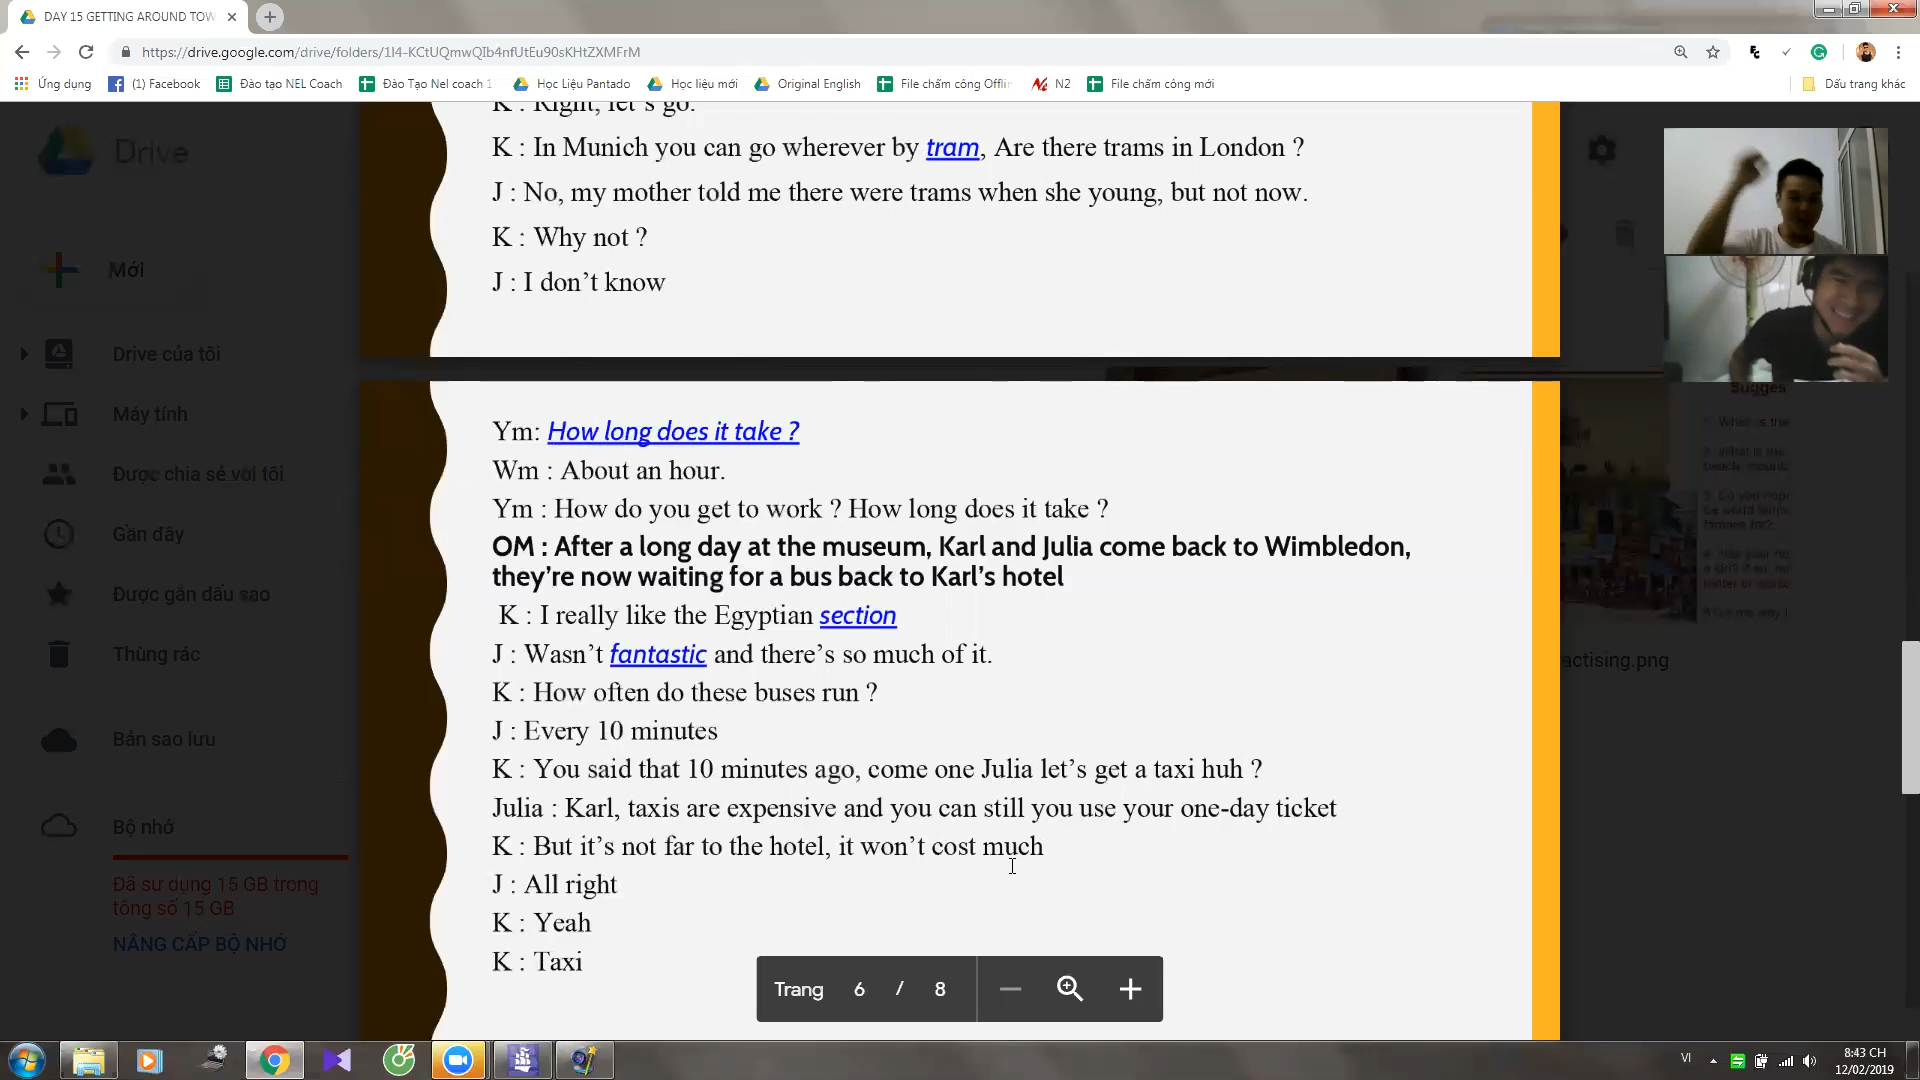 DAY 15 GETTING AROUND TOW
https://drive.google.com/drive/folders/1I4-KCtUQmwQIb4nfUtEu90sKHtZXMFrM
Ứng dụng
(1) Facebook
Đào tạo NEL Coach
Đào Tạo Nel coach 1
Học Liệu Pantado
Học liệu mới
Original English
File chấm công Offli
N2
File chấm công mới
Dấu trang khác
Drive
Mới
Drive của tôi
Máy tính
Được chia sẻ với tôi
Gần đây
Được gắn dấu sao
Thùng rác
Bản sao lưu
Bộ nhớ
Đã sử dụng 15 GB trong
tổng số 15 GB
NÂNG CẤP BỘ NHỚ
K : Right, let's go.
K : In Munich you can go wherever by tram, Are there trams in London ?
J : No, my mother told me there were trams when she young, but not now.
K : Why not ?
J : I don't know
Ym: How long does it take ?
Wm : About an hour.
Ym : How do you get to work ? How long does it take ?
OM : After a long day at the museum, Karl and Julia come back to Wimbledon,
they're now waiting for a bus back to Karl's hotel
K : I really like the Egyptian section
J : Wasn't fantastic and there's so much of it.
K : How often do these buses run ?
J : Every 10 minutes
K : You said that 10 minutes ago, come one Julia let's get a taxi huh ?
Julia : Karl, taxis are expensive and you can still you use your one-day ticket
K : But it's not far to the hotel, it won't cost much
J : All right
K : Yeah
K : Taxi
Trang 6 / 8
Sugges
actising.png
VI
8:43 CH
12/02/2019